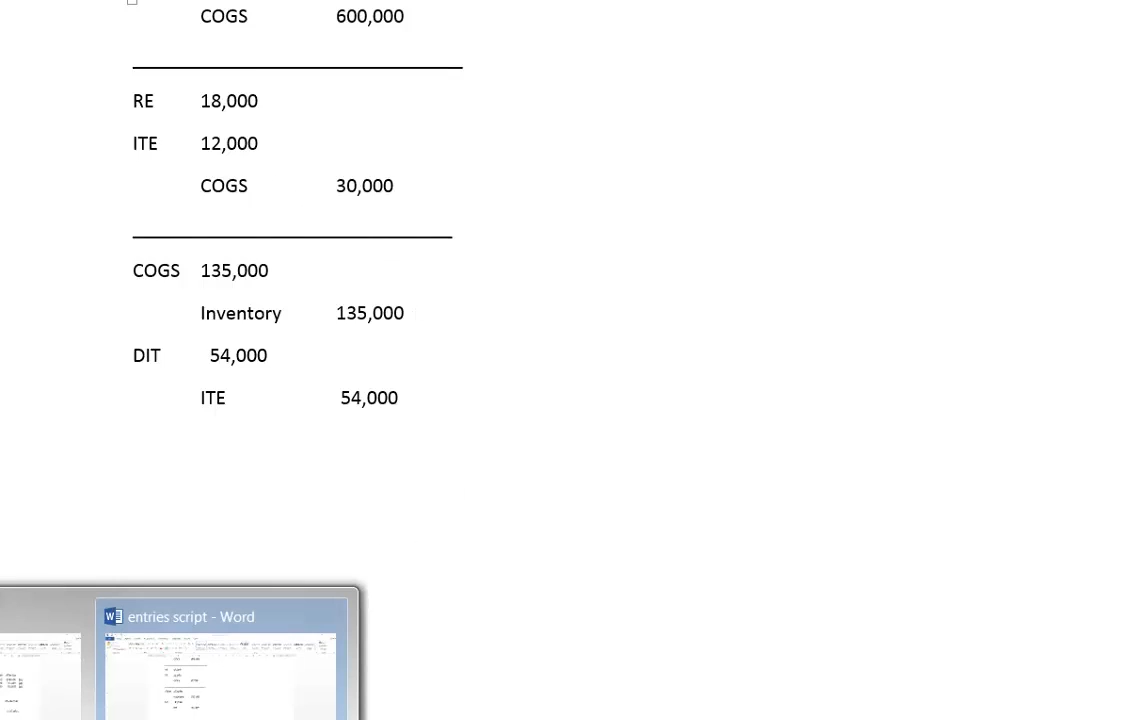 COGS 600,000
RE 18,000
ITE 12,000
COGS 30,000
COGS 135,000
Inventory 135,000
DIT 54,000
ITE 54,000
entries script - Word